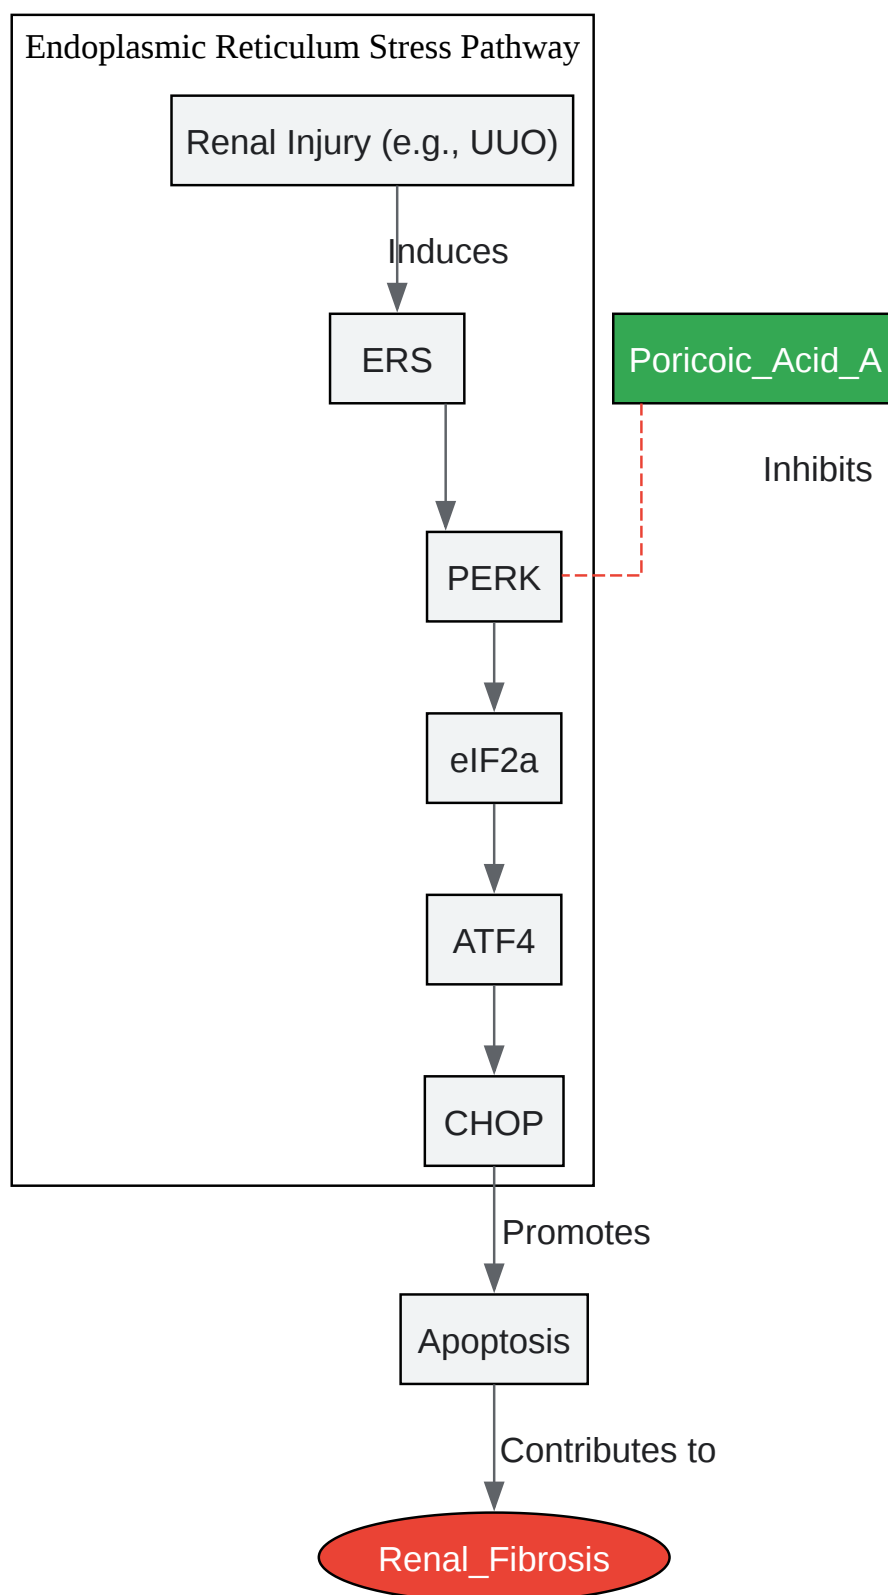 Endoplasmic Reticulum Stress Pathway
Renal Injury (e.g., UUO)
Induces
ERS
Poricoic_Acid_A
Inhibits
PERK
eIF2a
ATF4
CHOP
Promotes
Apoptosis
Contributes to
Renal_Fibrosis